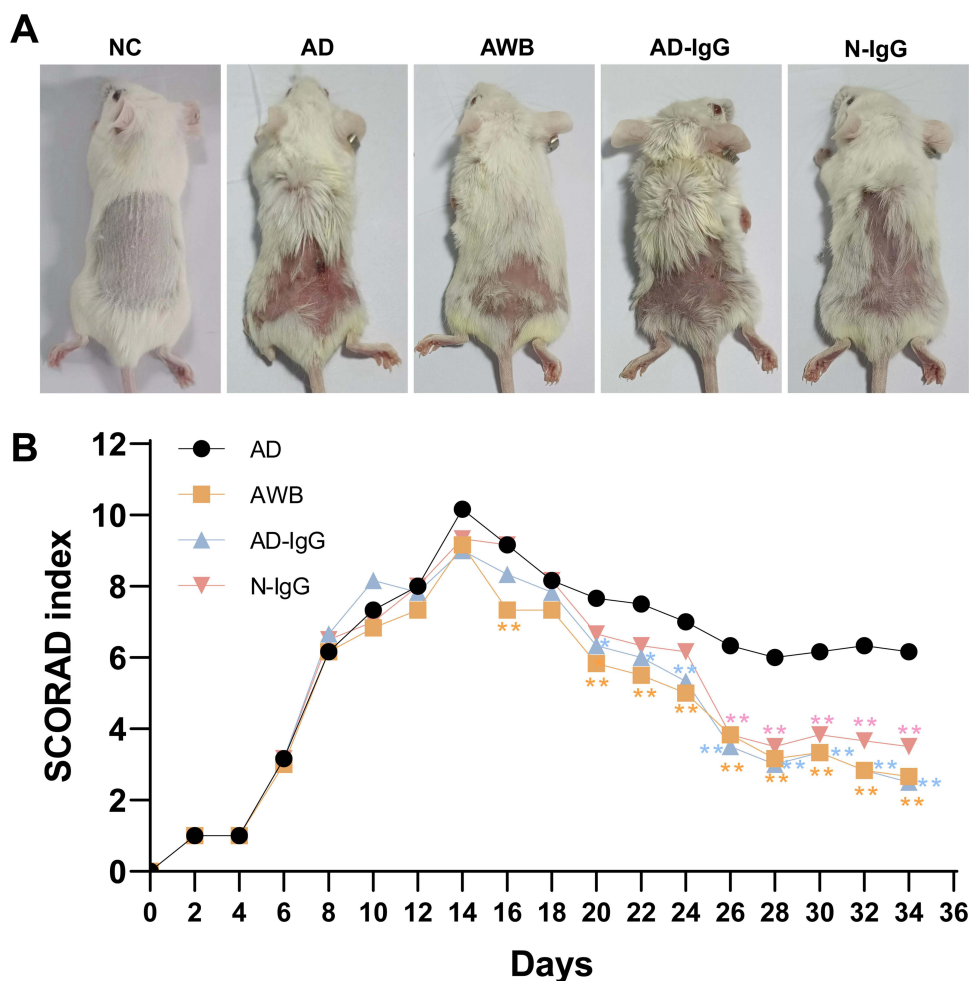 A
NC AD AWB AD-IgG N-IgG
B
AD
AWB
AD-IgG
N-IgG
SCORAD index
12
10
8
6
4
2
0
**
* * ** ** ** ** ** **
** ** ** ** ** ** ** **
** ** ** ** **
0 2 4 6 8 10 12 14 16 18 20 22 24 26 28 30 32 34 36
Days